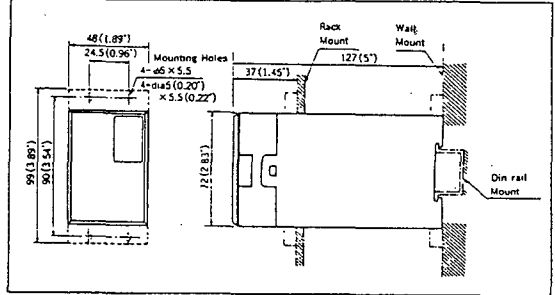 48 (1.89")
24.5 (0.96")
Mounting Holes
4-ø5 × 5.5
4-dia5 (0.20")
× 5.5 (0.22")
99 (3.89")
90 (3.54")
Rack
Mount
Wall
Mount
127 (5")
37 (1.45")
72 (2.83")
Din rail
Mount